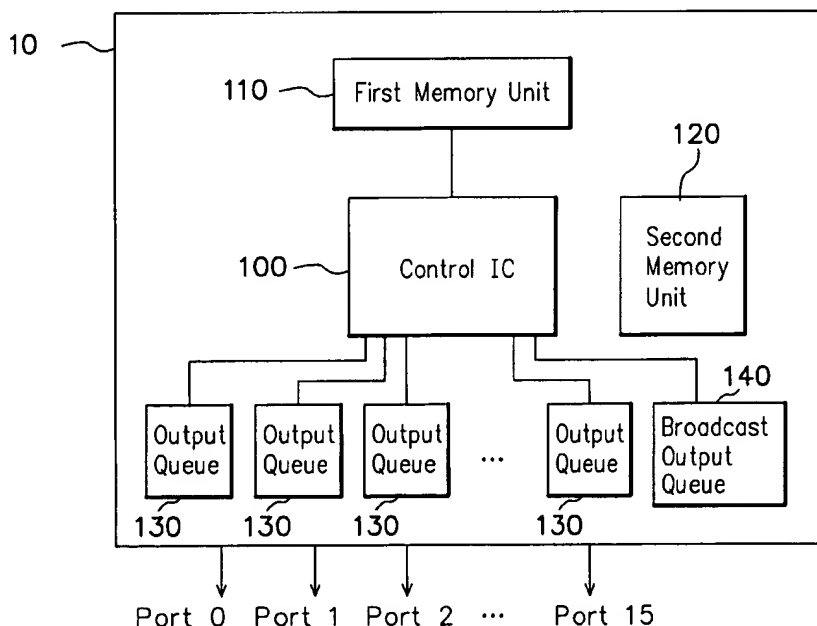 10
110
First Memory Unit
120
100
Control IC
Second
Memory
Unit
140
Output
Queue
Output
Queue
Output
Queue
...
Output
Queue
Broadcast
Output
Queue
130
130
130
130
Port 0
Port 1
Port 2
...
Port 15